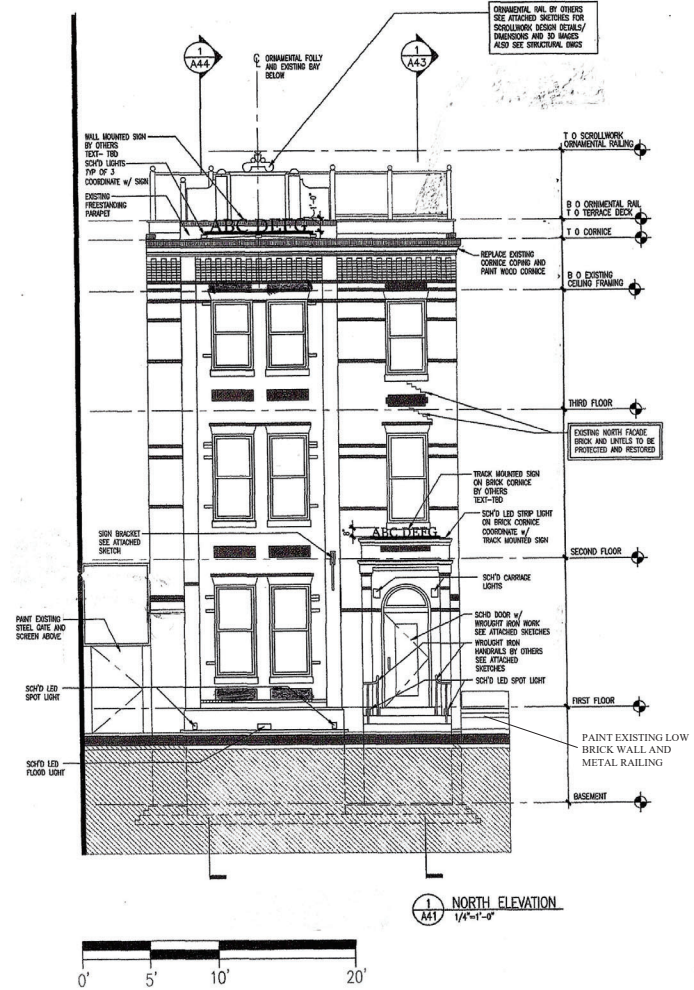 ORNAMENTAL RAIL BY OTHERS
SEE ATTACHED SKETCHES FOR
SCROLLWORK DESIGN DETAILS/
DIMENSIONS AND 3D IMAGES
ALSO SEE STRUCTURAL DWGS
1
A44
℄ ORNAMENTAL FOLLY
AND EXISTING BAY
BELOW
1
A43
WALL MOUNTED SIGN
BY OTHERS
TEXT- TBD
SCH'D LIGHTS
TYP OF 3
COORDINATE w/ SIGN
EXISTING
FREESTANDING
PARAPET
T O SCROLLWORK
ORNAMENTAL RAILING
B O ORNIMENTAL RAIL
T O TERRACE DECK
T O CORNICE
ABC DEFG
REPLACE EXISTING
CORNICE COPING AND
PAINT WOOD CORNICE
B O EXISTING
CEILING FRAMING
THIRD FLOOR
EXISTING NORTH FACADE
BRICK AND LINTELS TO BE
PROTECTED AND RESTORED
TRACK MOUNTED SIGN
ON BRICK CORNICE
BY OTHERS
TEXT-TBD
SCH'D LED STRIP LIGHT
ON BRICK CORNICE
COORDINATE w/
TRACK MOUNTED SIGN
ABC DEFG
SIGN BRACKET
SEE ATTACHED
SKETCH
SECOND FLOOR
SCH'D CARRIAGE
LIGHTS
PAINT EXISTING
STEEL GATE AND
SCREEN ABOVE
SCHD DOOR w/
WROUGHT IRON WORK
SEE ATTACHED SKETCHES
WROUGHT IRON
HANDRAILS BY OTHERS
SEE ATTACHED
SKETCHES
SCH'D LED SPOT LIGHT
SCH'D LED
SPOT LIGHT
FIRST FLOOR
PAINT EXISTING LOW
BRICK WALL AND
METAL RAILING
SCH'D LED
FLOOD LIGHT
BASEMENT
1
A41
NORTH ELEVATION
1/4"=1'-0"
0' 5' 10' 20'